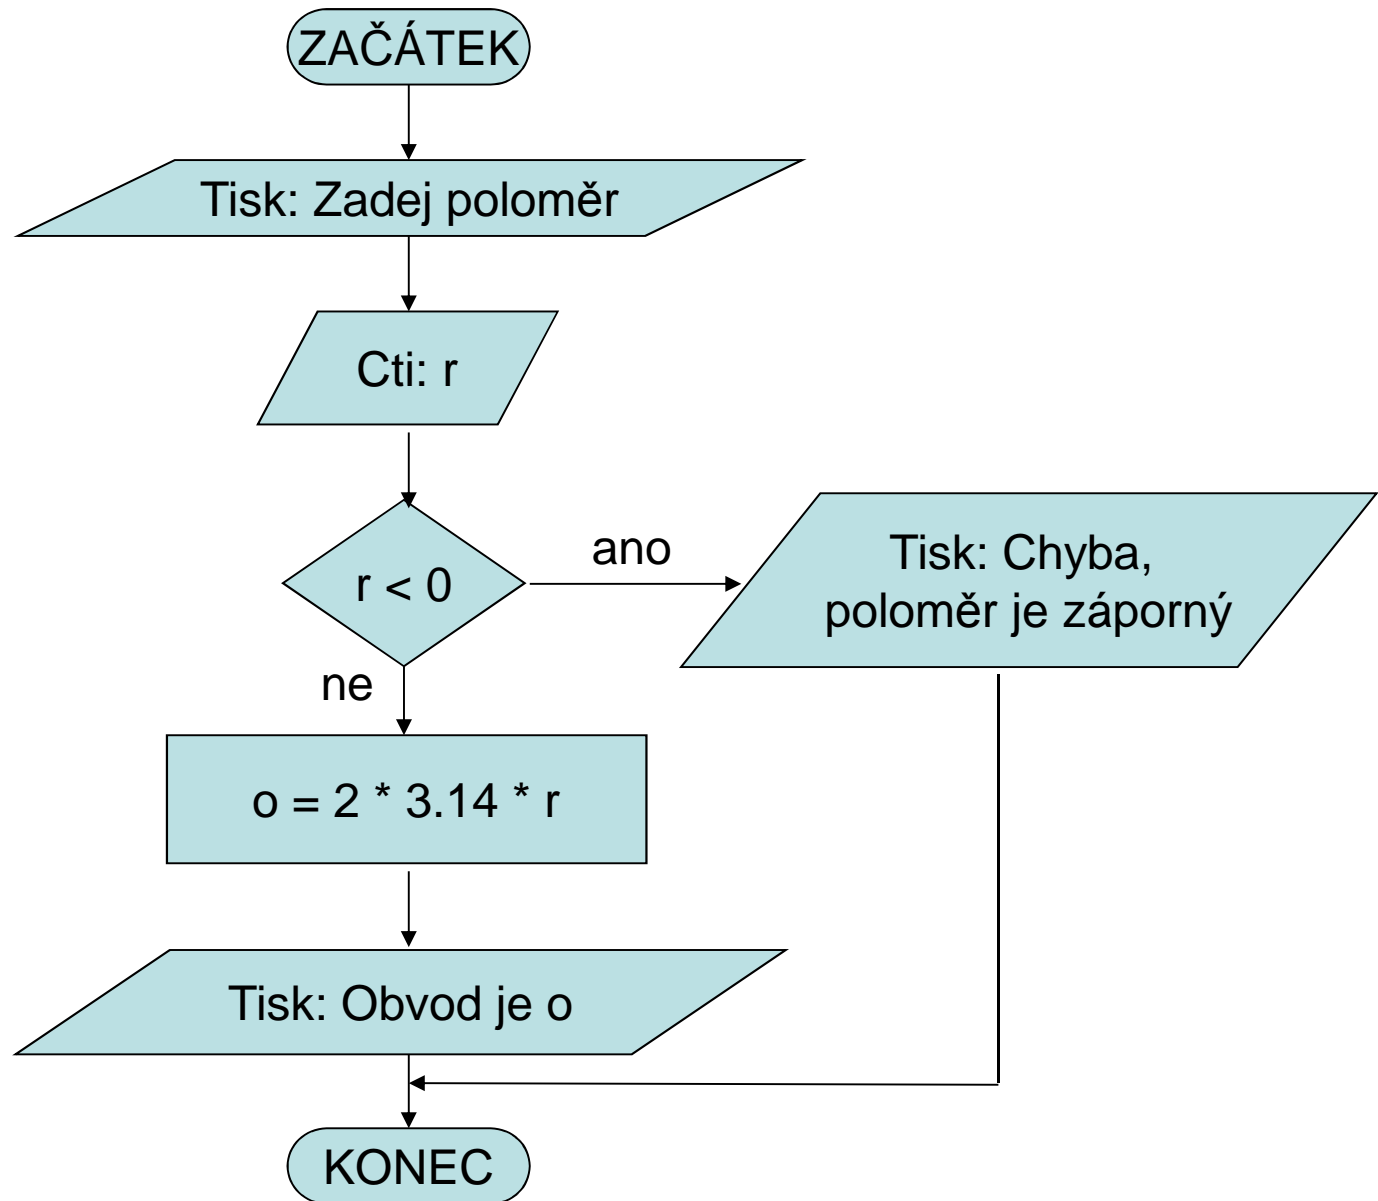 ZAČÁTEK
Tisk: Zadej poloměr
Cti: r
r < 0
ano
Tisk: Chyba,
poloměr je záporný
ne
o = 2 * 3.14 * r
Tisk: Obvod je o
KONEC